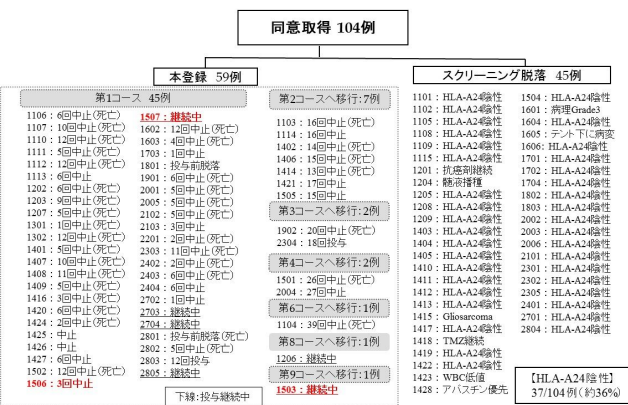 同意取得 104例
本登録 59例
第1コース 45例
1106：6回中止(死亡)
1107：10回中止(死亡)
1110：12回中止(死亡)
1111：5回中止(死亡)
1112：12回中止(死亡)
1113：6回中止
1202：6回中止(死亡)
1203：9回中止(死亡)
1207：5回中止(死亡)
1301：1回中止(死亡)
1302：12回中止(死亡)
1401：5回中止(死亡)
1407：10回中止(死亡)
1408：11回中止(死亡)
1409：5回中止(死亡)
1416：3回中止(死亡)
1420：6回中止(死亡)
1424：2回中止(死亡)
1425：中止
1426：中止
1427：6回中止
1502：12回中止(死亡)
1506：3回中止
1507：継続中
1602：12回中止(死亡)
1603：4回中止(死亡)
1703：1回中止
1801：投与前脱落
1901：6回中止(死亡)
2001：5回中止(死亡)
2005：5回中止(死亡)
2102：5回中止(死亡)
2103：3回中止
2201：2回中止(死亡)
2303：11回中止(死亡)
2402：2回中止(死亡)
2403：6回中止(死亡)
2404：6回中止
2702：1回中止
2703：継続中
2704：継続中
2801：投与前脱落(死亡)
2802：5回中止(死亡)
2803：12回投与
2805：継続中
下線：投与継続中
第2コースへ移行：7例
1103：16回中止(死亡)
1114：16回中止
1402：14回中止(死亡)
1406：15回中止(死亡)
1414：13回中止(死亡)
1421：17回中止
1505：15回中止
第3コースへ移行：2例
1902：20回中止(死亡)
2304：18回投与
第4コースへ移行：2例
1501：26回中止(死亡)
2004：27回中止
第6コースへ移行：1例
1104：39回中止(死亡)
第8コースへ移行：1例
1206：継続中
第9コースへ移行：1例
1503：継続中
スクリーニング脱落 45例
1101：HLA-A24陰性
1102：HLA-A24陰性
1105：HLA-A24陰性
1108：HLA-A24陰性
1109：HLA-A24陰性
1115：HLA-A24陰性
1201：抗癌剤継続
1204：髄液播種
1205：HLA-A24陰性
1208：HLA-A24陰性
1209：HLA-A24陰性
1403：HLA-A24陰性
1404：HLA-A24陰性
1405：HLA-A24陰性
1410：HLA-A24陰性
1411：HLA-A24陰性
1412：HLA-A24陰性
1413：HLA-A24陰性
1415：Gliosarcoma
1417：HLA-A24陰性
1418：TMZ継続
1419：HLA-A24陰性
1422：HLA-A24陰性
1423：WBC低値
1428：アバスチン優先
1504：HLA-A24陰性
1601：病理Grade3
1604：HLA-A24陰性
1605：テント下に病変
1606：HLA-A24陰性
1701：HLA-A24陰性
1702：HLA-A24陰性
1704：HLA-A24陰性
1802：HLA-A24陰性
1803：HLA-A24陰性
2002：HLA-A24陰性
2003：HLA-A24陰性
2006：HLA-A24陰性
2101：HLA-A24陰性
2301：HLA-A24陰性
2302：HLA-A24陰性
2305：HLA-A24陰性
2401：HLA-A24陰性
2701：HLA-A24陰性
2804：HLA-A24陰性
【HLA-A24陰性】
37/104例(約36%)